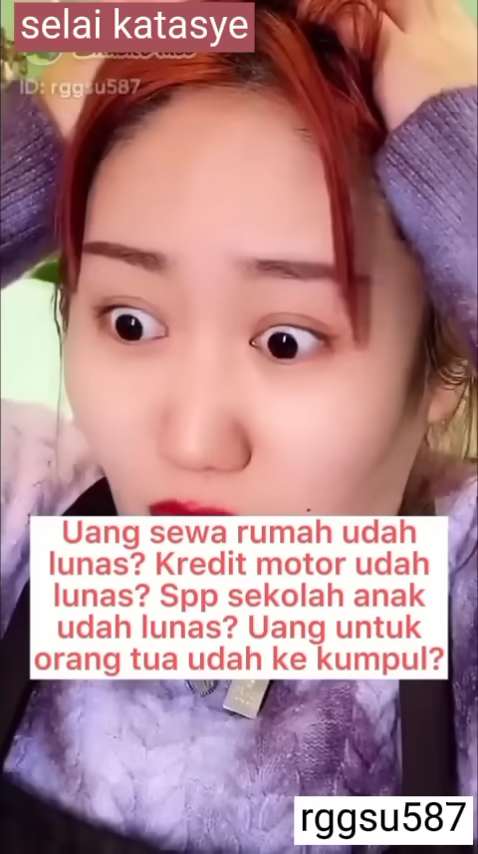 selai katasye
ID: rggsu587
Uang sewa rumah udah
lunas? Kredit motor udah
lunas? Spp sekolah anak
udah lunas? Uang untuk
orang tua udah ke kumpul?
rggsu587